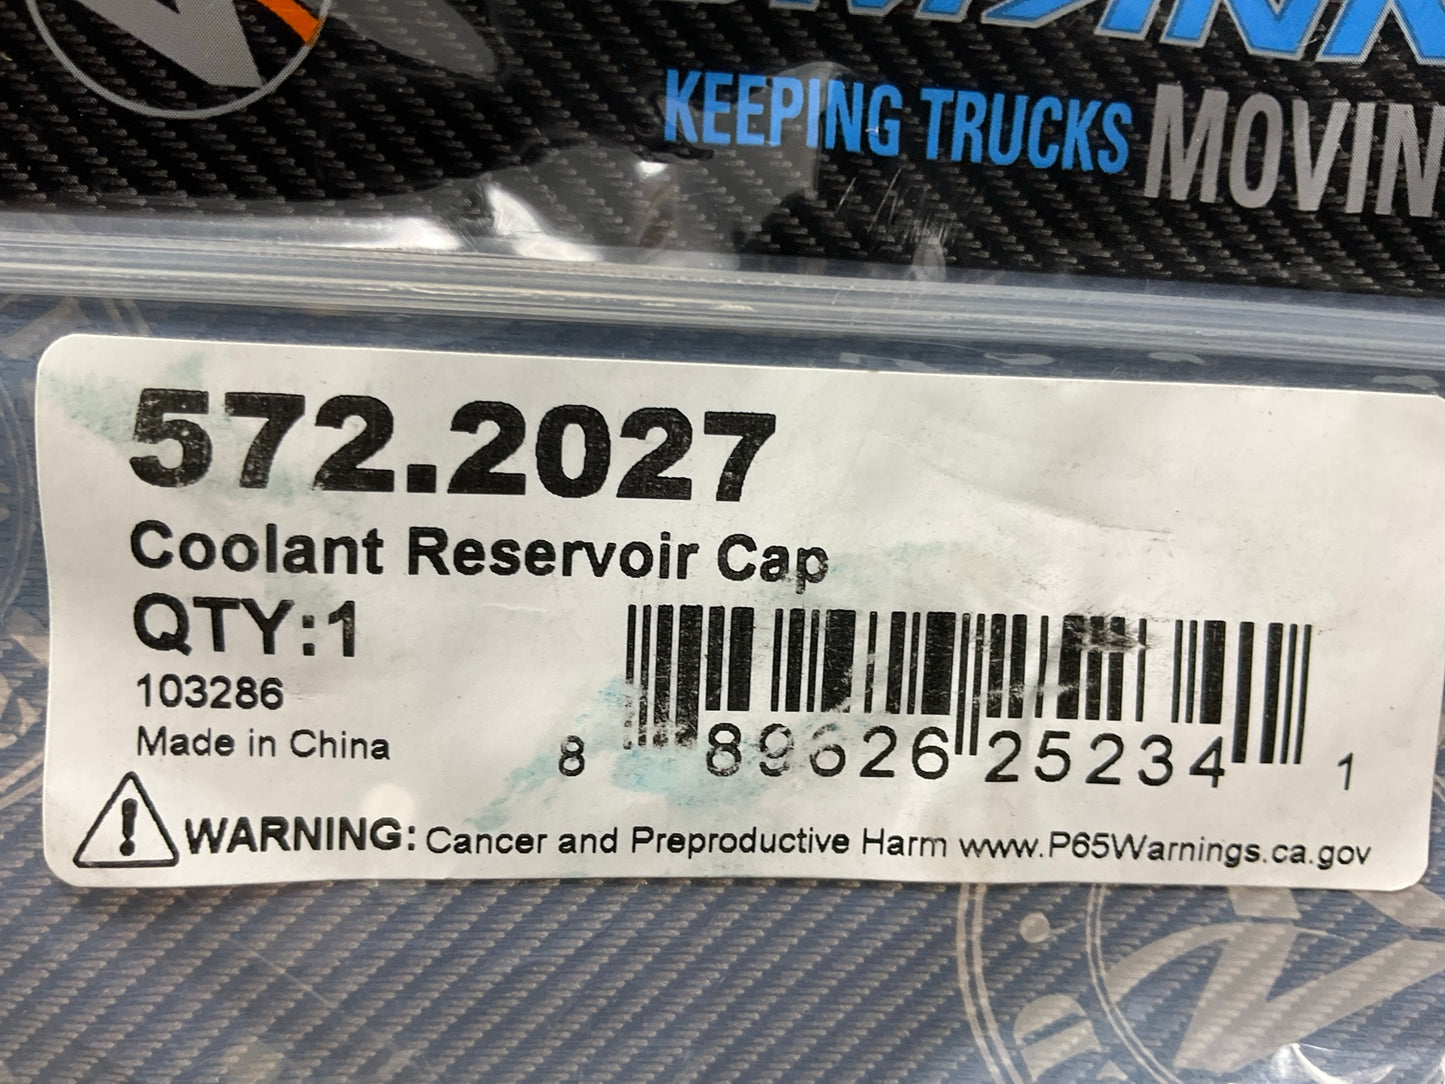 KEEPING TRUCKS MOVIN
572.2027
Coolant Reservoir Cap
QTY:1
103286
Made in China
8 89626 25234 1
WARNING: Cancer and Preproductive Harm www.P65Warnings.ca.gov